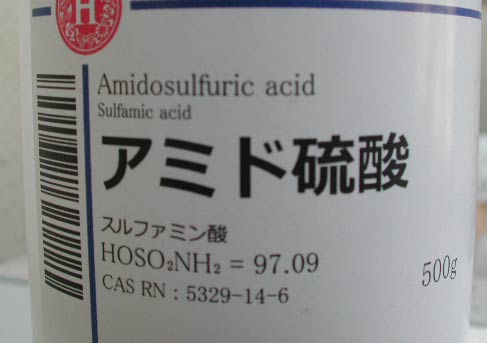 H
Amidosulfuric acid
Sulfamic acid
アミド硫酸
スルファミン酸
HOSO₂NH₂ = 97.09
CAS RN : 5329-14-6
500g